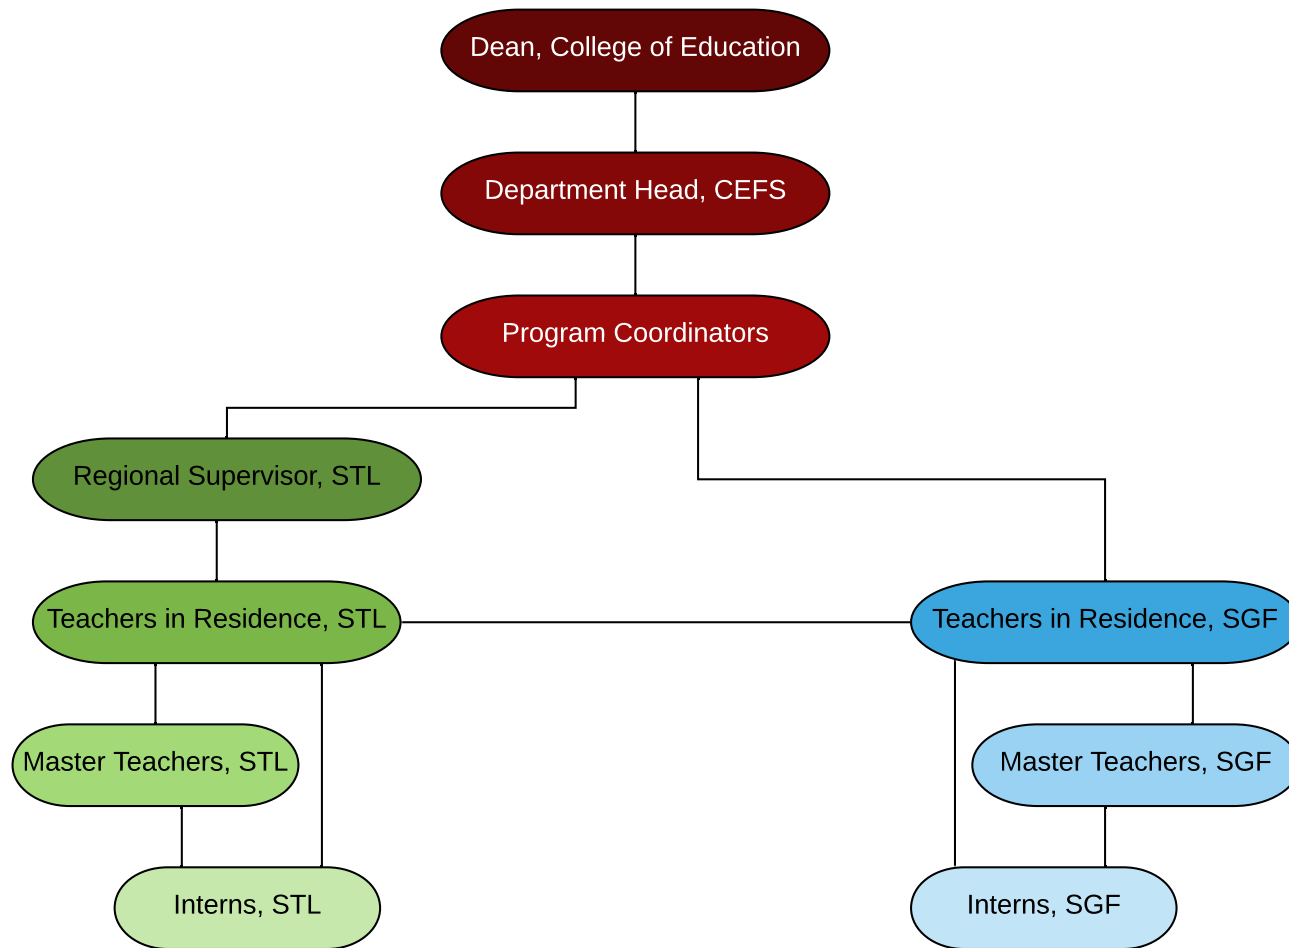 Dean, College of Education
Department Head, CEFS
Program Coordinators
Regional Supervisor, STL
Teachers in Residence, STL
Teachers in Residence, SGF
Master Teachers, STL
Master Teachers, SGF
Interns, STL
Interns, SGF